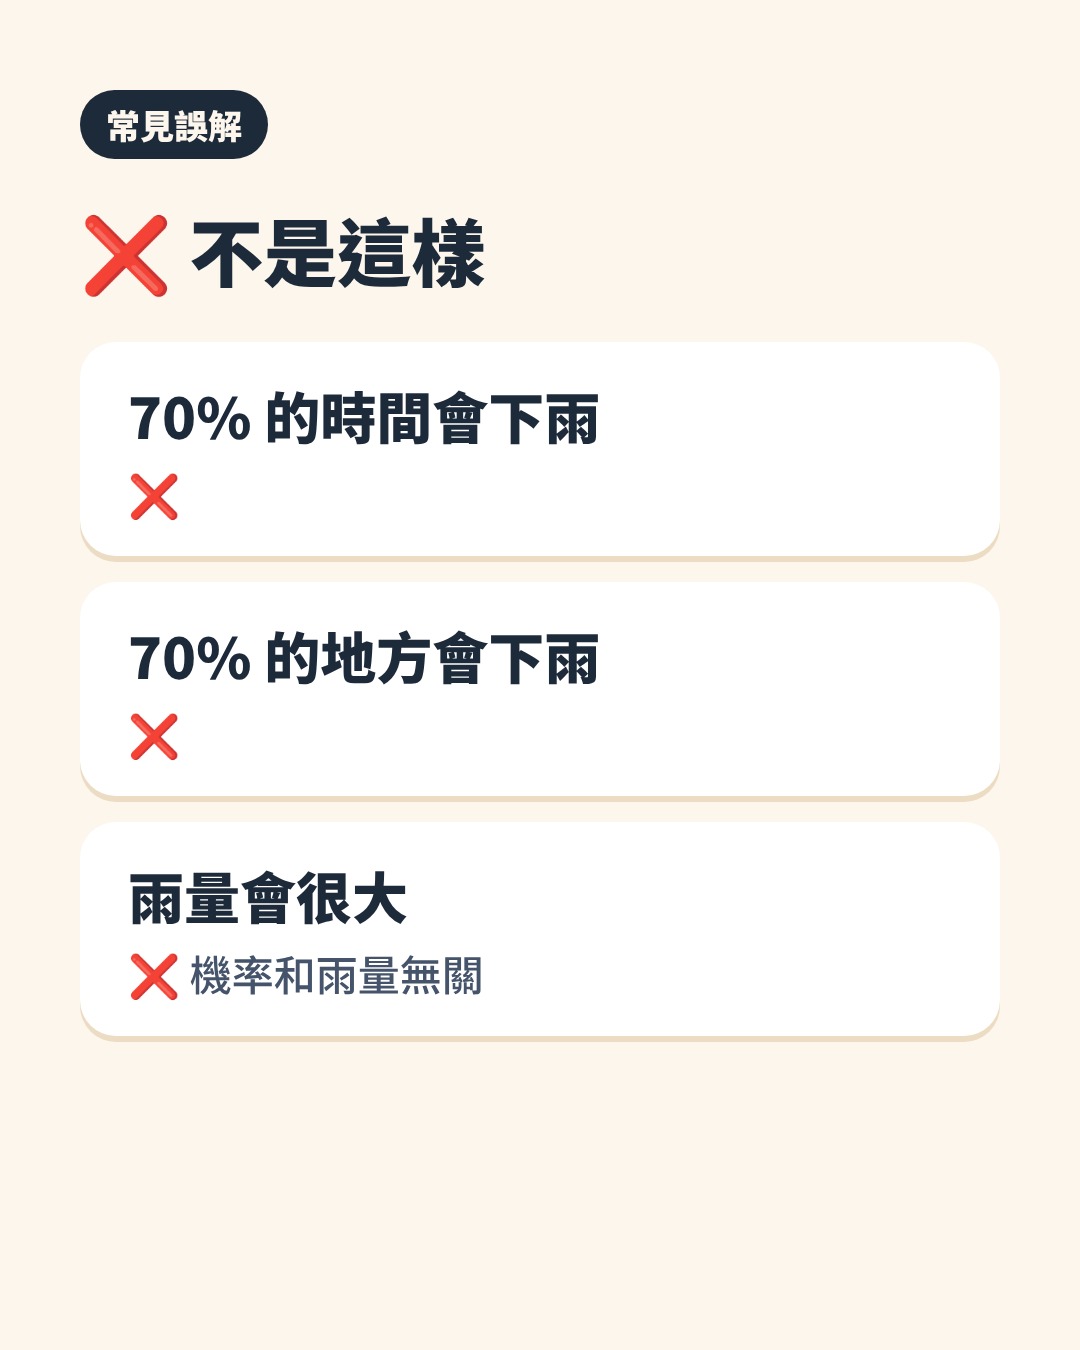 常見誤解
❌ 不是這樣
70% 的時間會下雨
❌
70% 的地方會下雨
❌
雨量會很大
❌ 機率和雨量無關